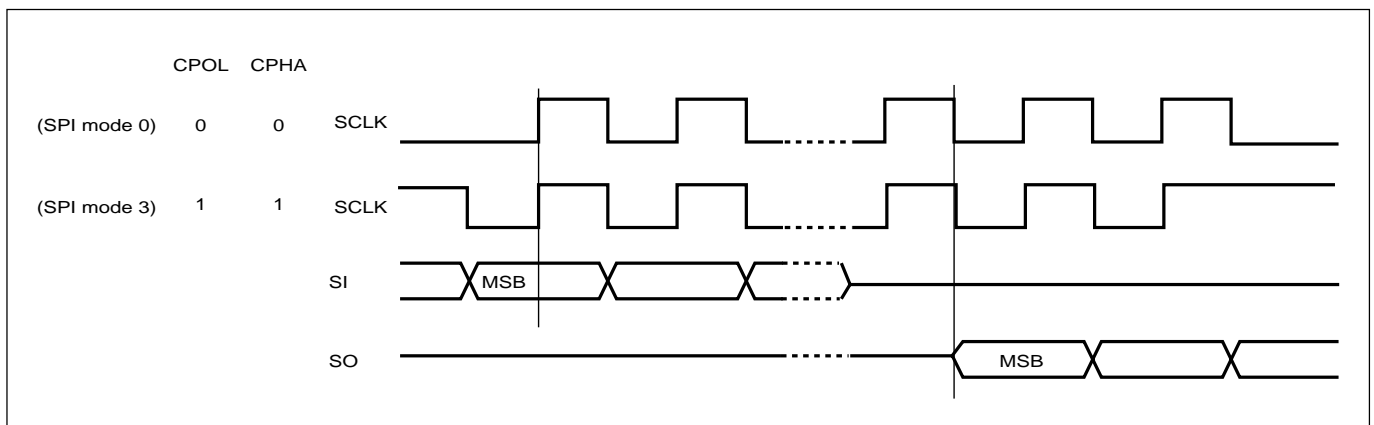 CPOL CPHA
(SPI mode 0) 0 0 SCLK
(SPI mode 3) 1 1 SCLK
SI MSB
SO MSB